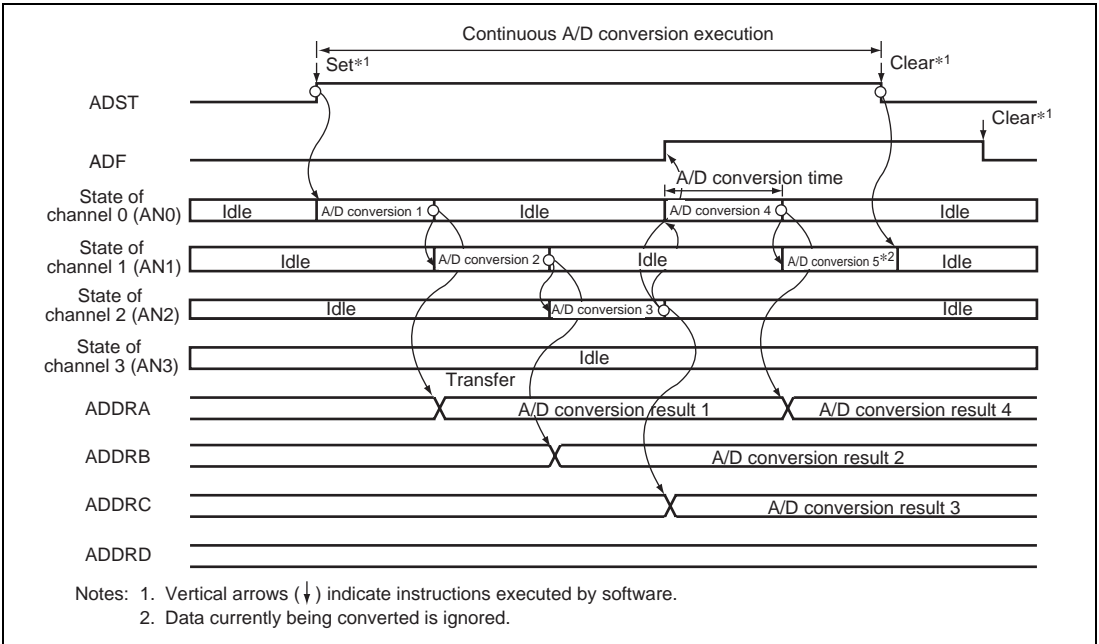 Continuous A/D conversion execution
Set*1
Clear*1
ADST
Clear*1
ADF
A/D conversion time
State of
channel 0 (AN0)
Idle
A/D conversion 1
Idle
A/D conversion 4
Idle
State of
channel 1 (AN1)
Idle
A/D conversion 2
Idle
A/D conversion 5*2
Idle
State of
channel 2 (AN2)
Idle
A/D conversion 3
Idle
State of
channel 3 (AN3)
Idle
Transfer
ADDRA
A/D conversion result 1
A/D conversion result 4
ADDRB
A/D conversion result 2
ADDRC
A/D conversion result 3
ADDRD
Notes: 1. Vertical arrows (↓) indicate instructions executed by software.
2. Data currently being converted is ignored.